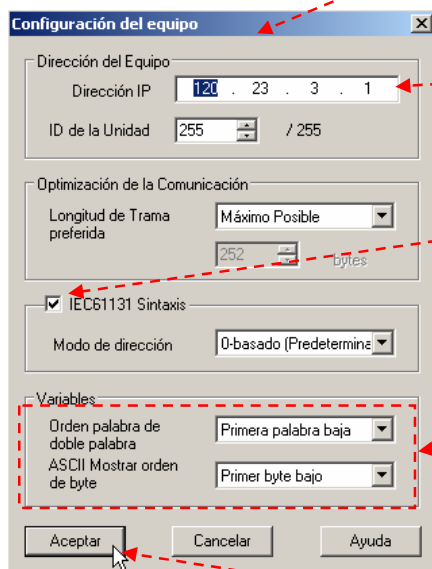 Configuración del equipo
Dirección del Equipo
Dirección IP 120 . 23 . 3 . 1
ID de la Unidad 255 / 255
Optimización de la Comunicación
Longitud de Trama
preferida
Máximo Posible
252 bytes
IEC61131 Sintaxis
Modo de dirección 0-basado (Predetermina
Variables
Orden palabra de
doble palabra
Primera palabra baja
ASCII Mostrar orden
de byte
Primer byte bajo
Aceptar Cancelar Ayuda